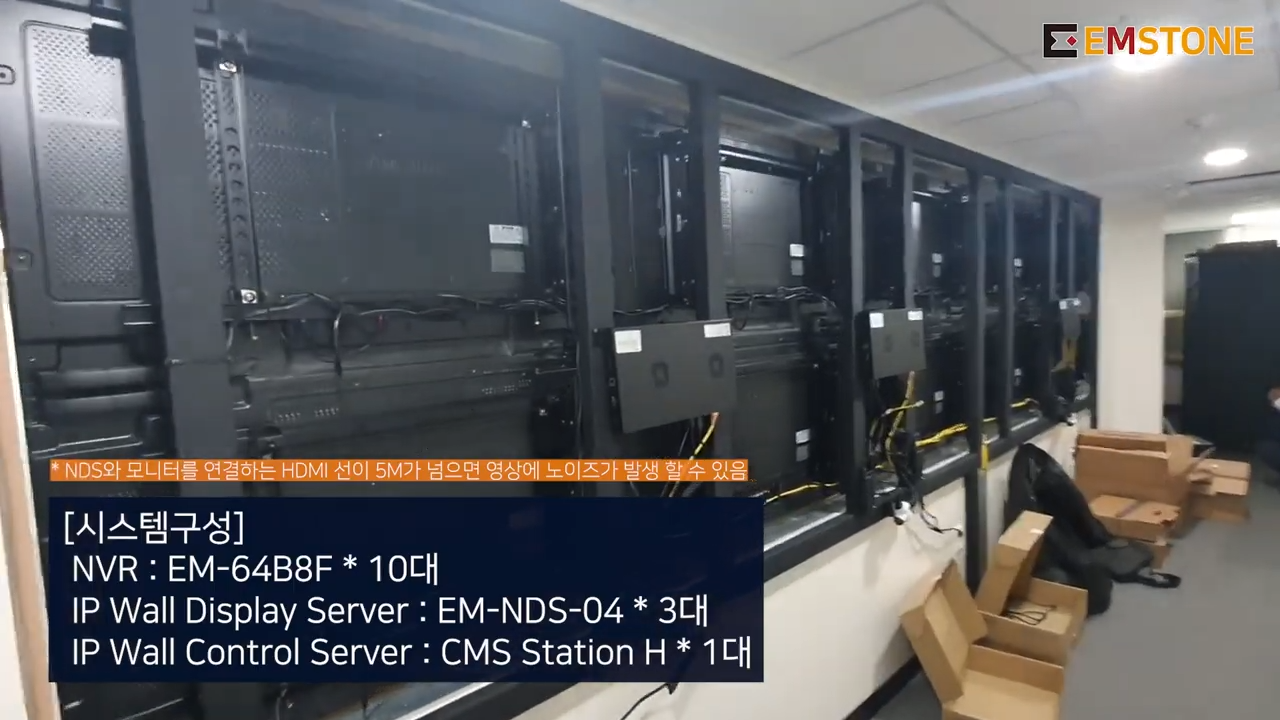 EMSTONE
* NDS와 모니터를 연결하는 HDMI 선이 5M가 넘으면 영상에 노이즈가 발생 할 수 있음
[시스템구성]
NVR : EM-64B8F * 10대
IP Wall Display Server : EM-NDS-04 * 3대
IP Wall Control Server : CMS Station H * 1대